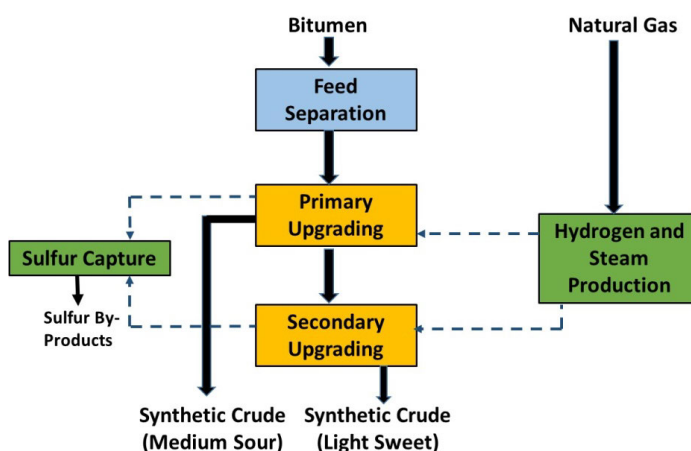 Bitumen
Natural Gas
Feed
Separation
Primary
Upgrading
Hydrogen and
Steam
Production
Sulfur Capture
Sulfur By-
Products
Secondary
Upgrading
Synthetic Crude
(Medium Sour)
Synthetic Crude
(Light Sweet)